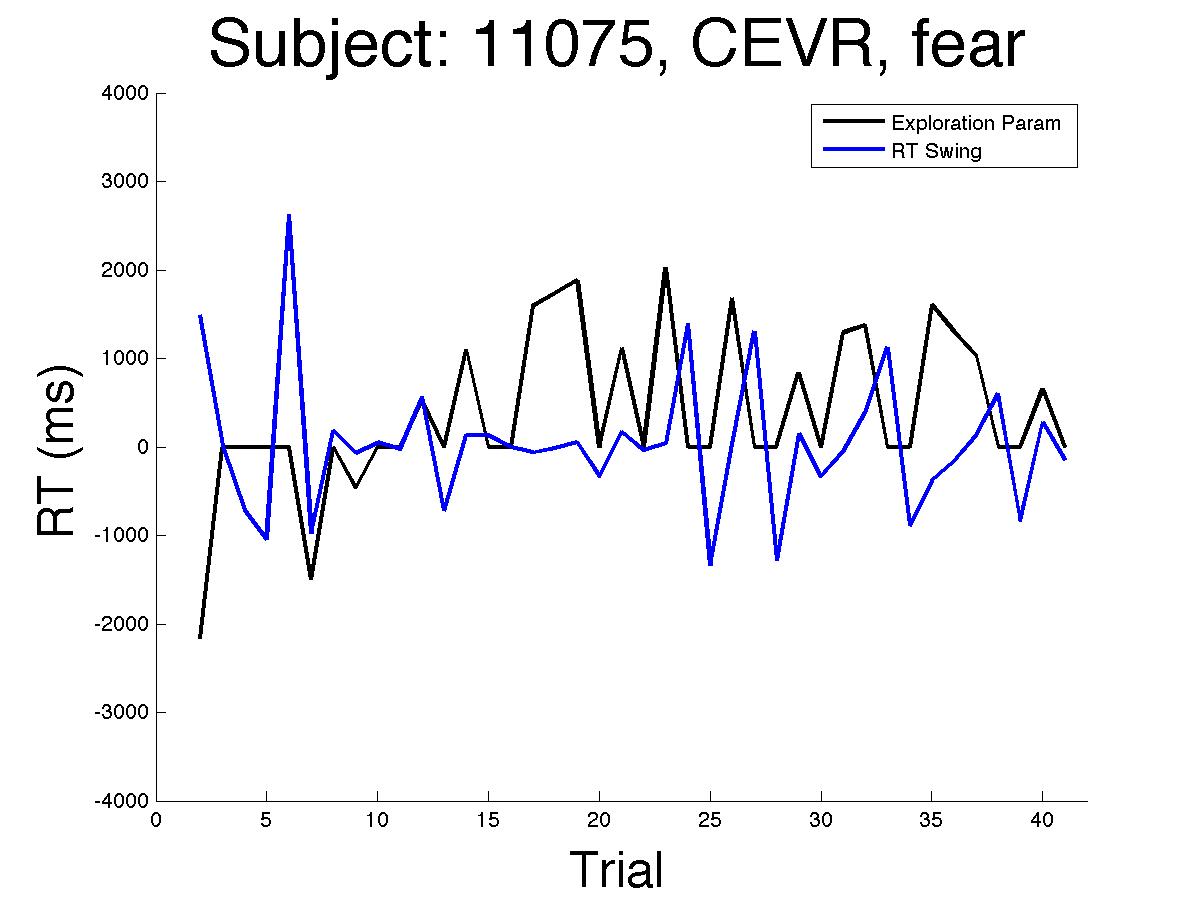 Subject: 11075, CEVR, fear
4000
3000
2000
1000
0
-1000
-2000
-3000
-4000
RT (ms)
Exploration Param
RT Swing
0 5 10 15 20 25 30 35 40
Trial